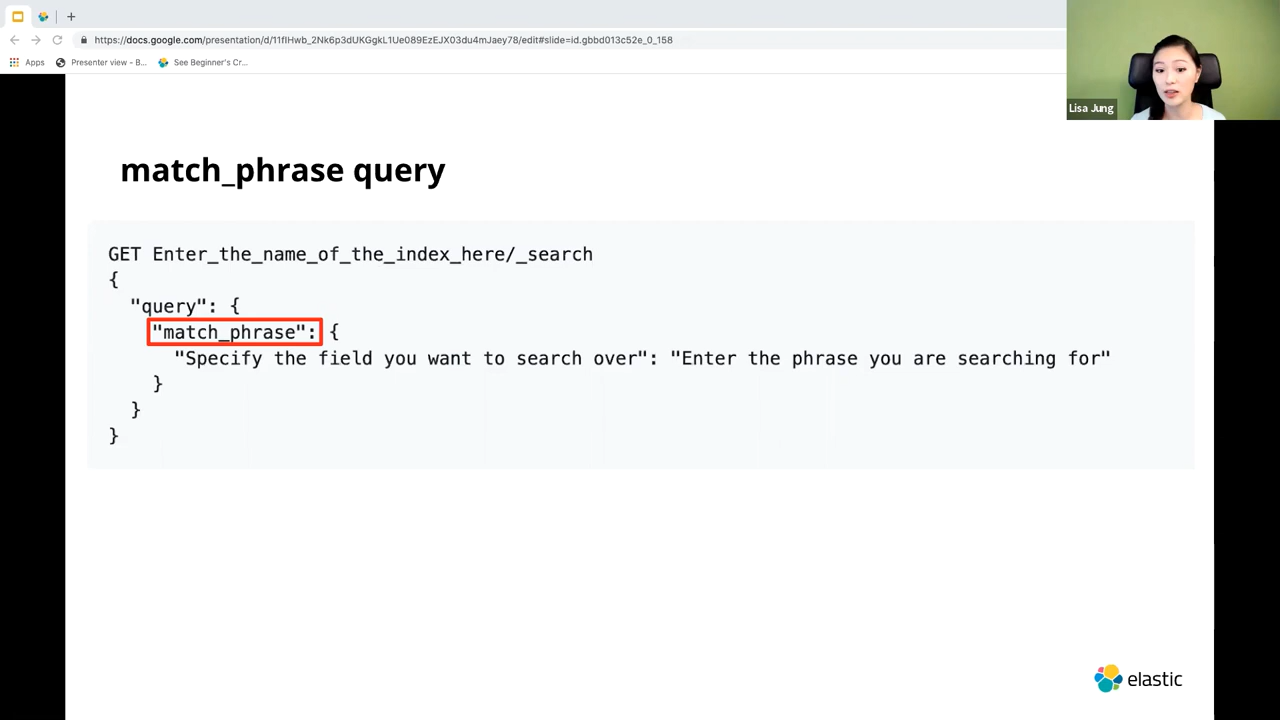 https://docs.google.com/presentation/d/11fIHwb_2Nk6p3dUKGgkL1Ue089EzEJX03du4mJaey78/edit#slide=id.gbbd013c52e_0_158
Apps
Presenter view – B...
See Beginner's Cr...
Lisa Jung
match_phrase query
GET Enter_the_name_of_the_index_here/_search
{
"query": {
"match_phrase": {
"Specify the field you want to search over": "Enter the phrase you are searching for"
}
}
}
elastic